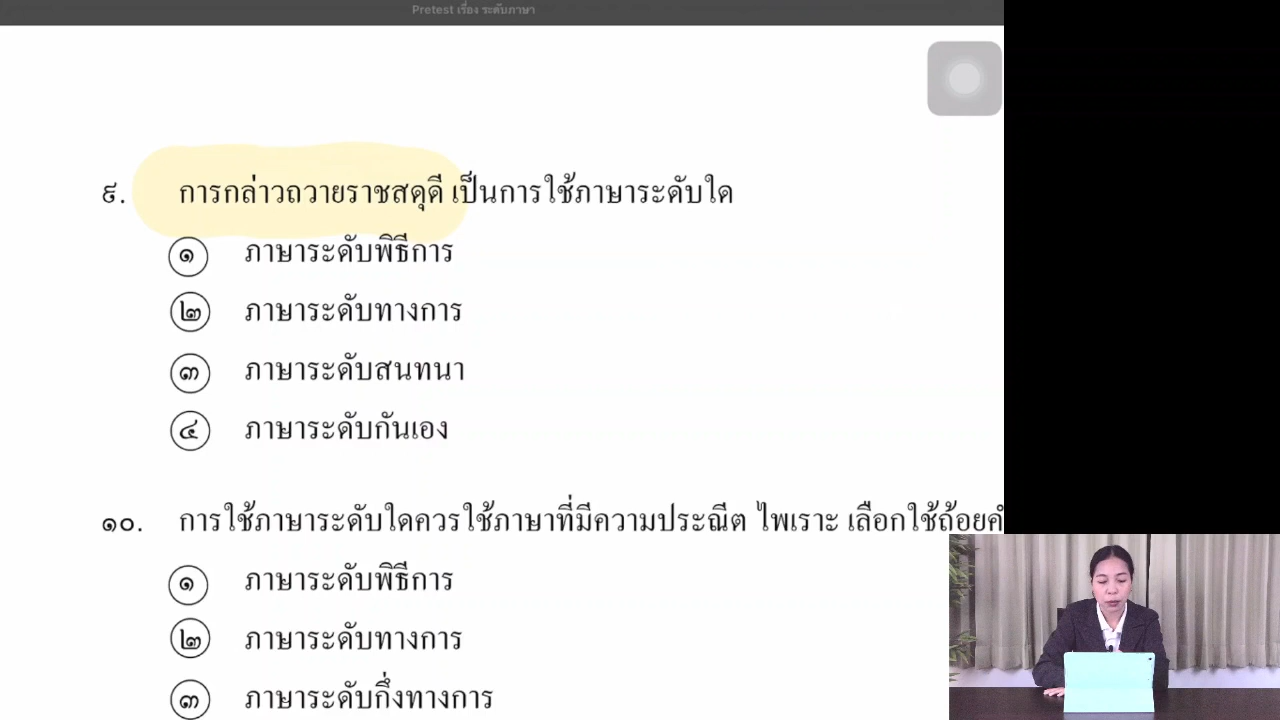 Pretest เรื่อง ระดับภาษา
๙. การกล่าวถวายราชสดุดี เป็นการใช้ภาษาระดับใด
๑ ภาษาระดับพิธีการ
๒ ภาษาระดับทางการ
๓ ภาษาระดับสนทนา
๔ ภาษาระดับกันเอง
๑๐. การใช้ภาษาระดับใดควรใช้ภาษาที่มีความประณีต ไพเราะ เลือกใช้
๑ ภาษาระดับพิธีการ
๒ ภาษาระดับทางการ
๓ ภาษาระดับกึ่งทางการ